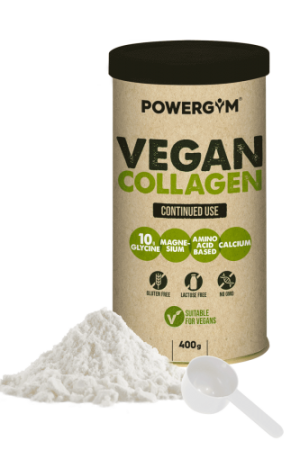 POWERGYM®
VEGAN
COLLAGEN
CONTINUED USE
10g GLYCINE
MAGNE-
SIUM
AMINO
ACID
BASED
CALCIUM
GLUTEN FREE
LACTOSE FREE
NO GMO
V
SUITABLE
FOR VEGANS
400g